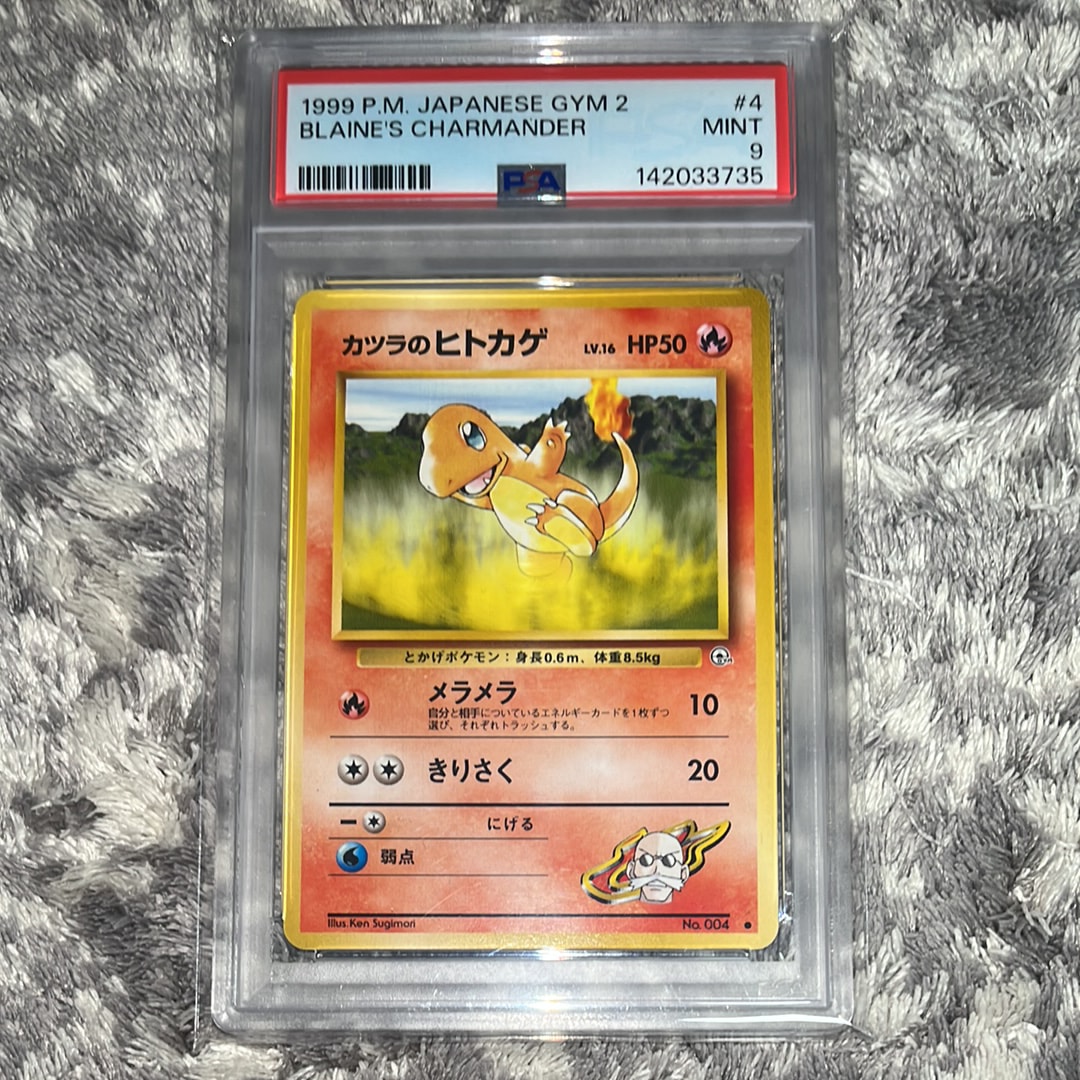 1999 P.M. JAPANESE GYM 2 #4
BLAINE'S CHARMANDER MINT
9
PSA 142033735
カツラのヒトカゲ LV.16 HP50
とかげポケモン：身長0.6m、体重8.5kg
メラメラ 10
自分と相手についているエネルギーカードを1枚ずつ
選び、それぞれトラッシュする。
きりさく 20
にげる
弱点
Illus.Ken Sugimori No. 004